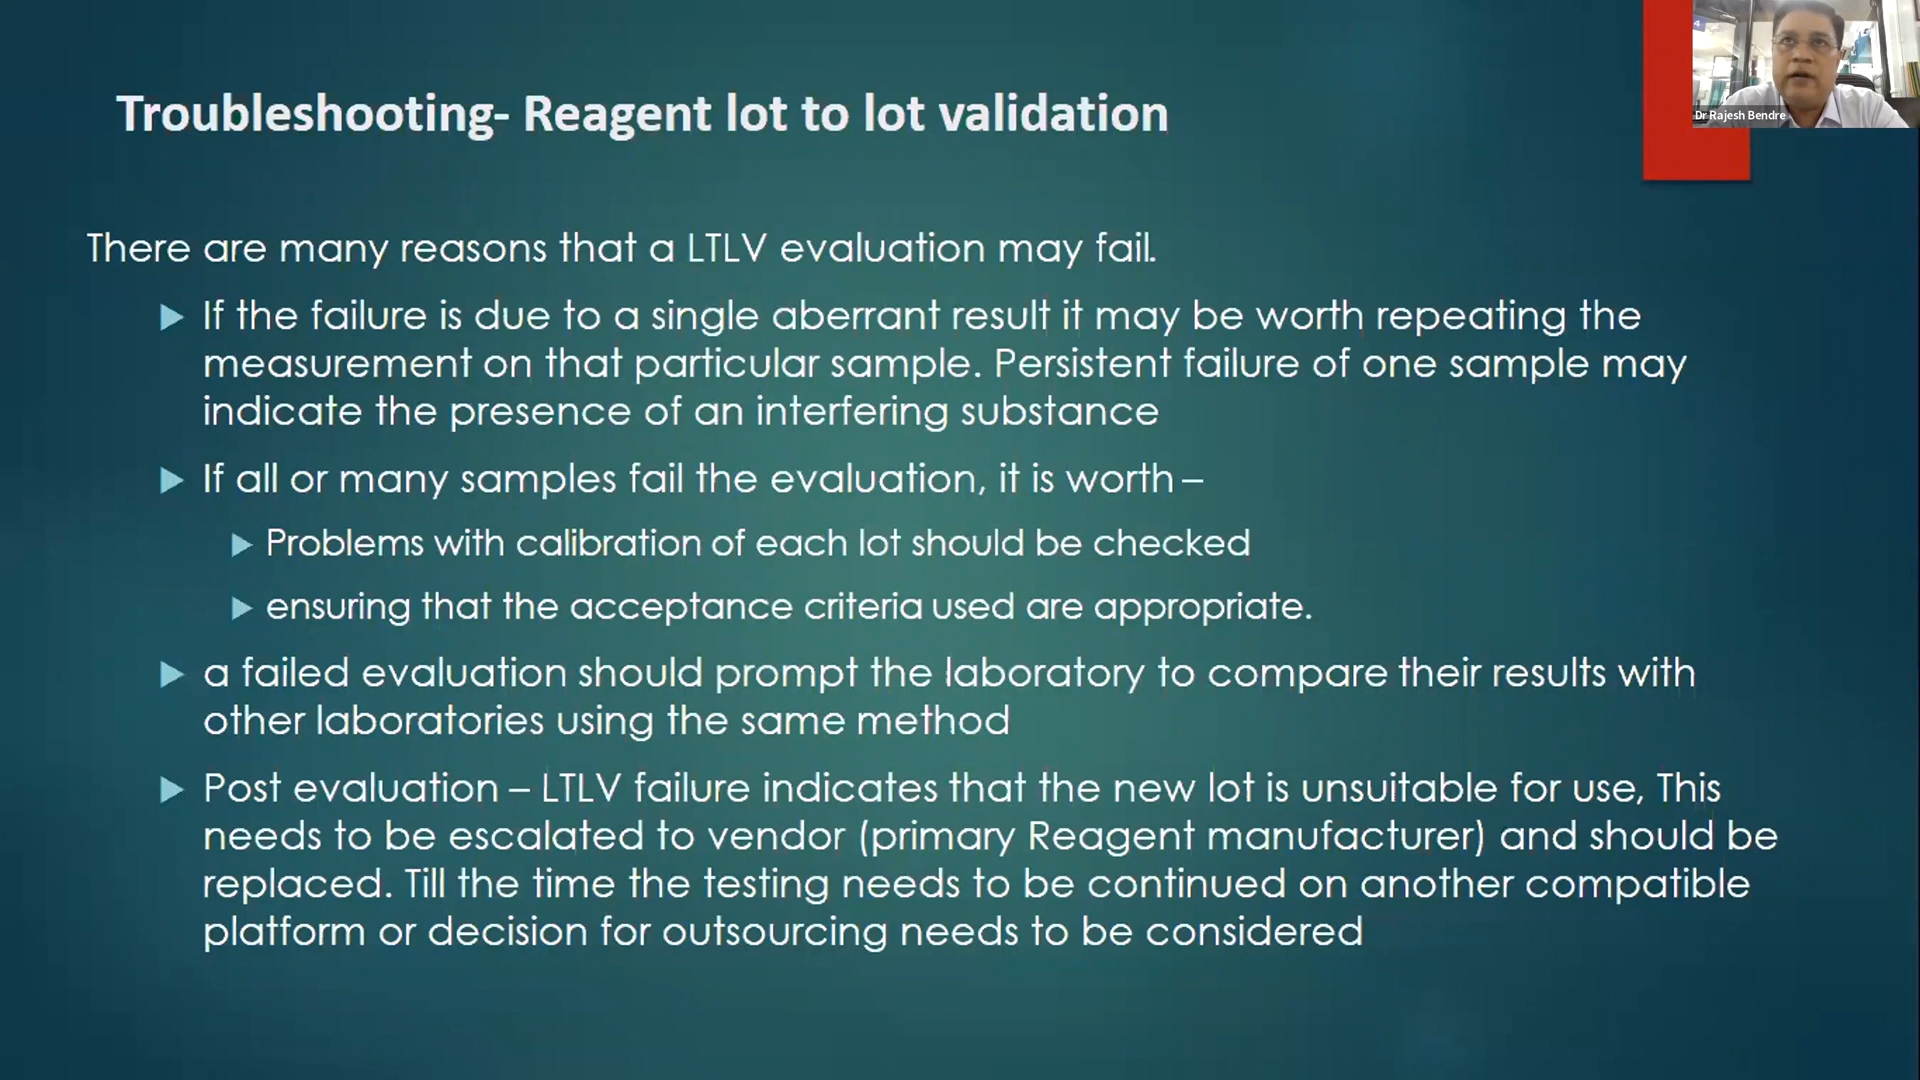 4
Dr Rajesh Bendre
Troubleshooting- Reagent lot to lot validation
There are many reasons that a LTLV evaluation may fail.
If the failure is due to a single aberrant result it may be worth repeating the
measurement on that particular sample. Persistent failure of one sample may
indicate the presence of an interfering substance
If all or many samples fail the evaluation, it is worth –
Problems with calibration of each lot should be checked
ensuring that the acceptance criteria used are appropriate.
a failed evaluation should prompt the laboratory to compare their results with
other laboratories using the same method
Post evaluation – LTLV failure indicates that the new lot is unsuitable for use, This
needs to be escalated to vendor (primary Reagent manufacturer) and should be
replaced. Till the time the testing needs to be continued on another compatible
platform or decision for outsourcing needs to be considered